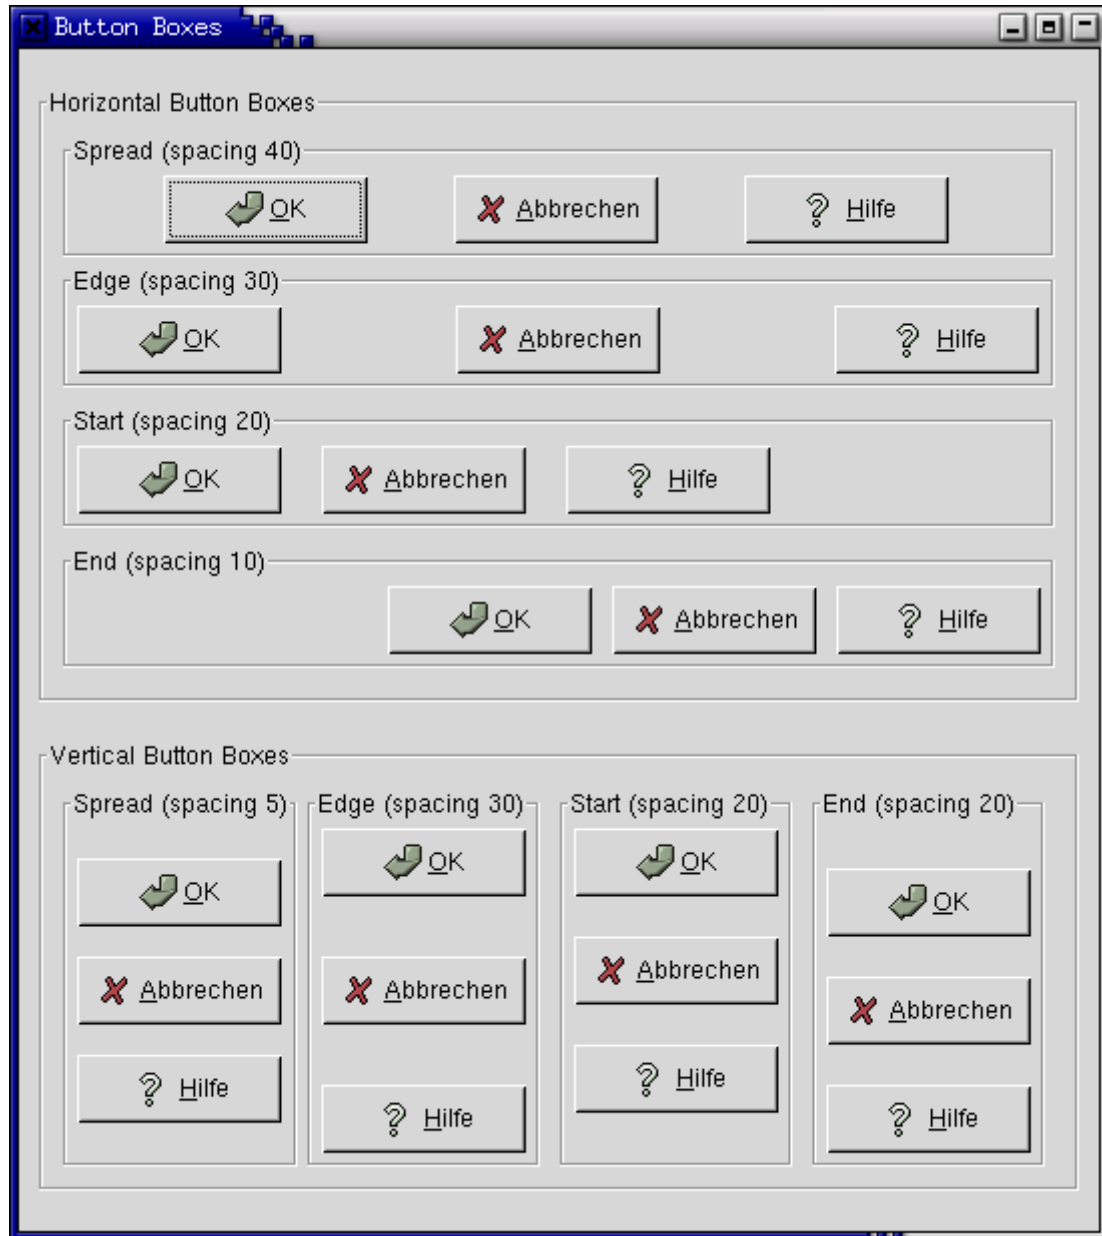 Button Boxes
Horizontal Button Boxes
Spread (spacing 40)
OK Abbrechen Hilfe
Edge (spacing 30)
OK Abbrechen Hilfe
Start (spacing 20)
OK Abbrechen Hilfe
End (spacing 10)
OK Abbrechen Hilfe
Vertical Button Boxes
Spread (spacing 5)
OK
Abbrechen
Hilfe
Edge (spacing 30)
OK
Abbrechen
Hilfe
Start (spacing 20)
OK
Abbrechen
Hilfe
End (spacing 20)
OK
Abbrechen
Hilfe